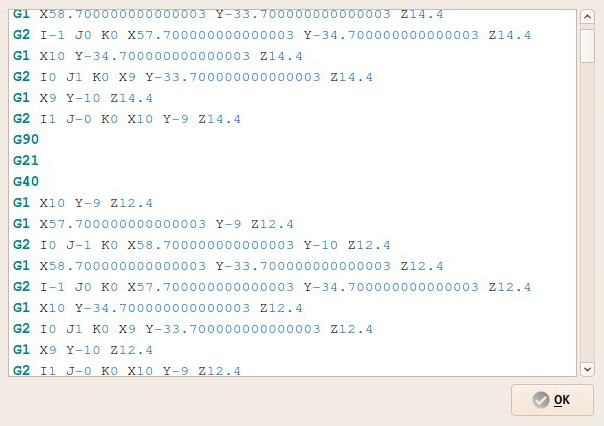 G1 X58.700000000000003 Y-33.700000000000003 Z14.4
G2 I-1 J0 K0 X57.700000000000003 Y-34.700000000000003 Z14.4
G1 X10 Y-34.700000000000003 Z14.4
G2 I0 J1 K0 X9 Y-33.700000000000003 Z14.4
G1 X9 Y-10 Z14.4
G2 I1 J-0 K0 X10 Y-9 Z14.4
G90
G21
G40
G1 X10 Y-9 Z12.4
G1 X57.700000000000003 Y-9 Z12.4
G2 I0 J-1 K0 X58.700000000000003 Y-10 Z12.4
G1 X58.700000000000003 Y-33.700000000000003 Z12.4
G2 I-1 J0 K0 X57.700000000000003 Y-34.700000000000003 Z12.4
G1 X10 Y-34.700000000000003 Z12.4
G2 I0 J1 K0 X9 Y-33.700000000000003 Z12.4
G1 X9 Y-10 Z12.4
G2 I1 J-0 K0 X10 Y-9 Z12.4
OK